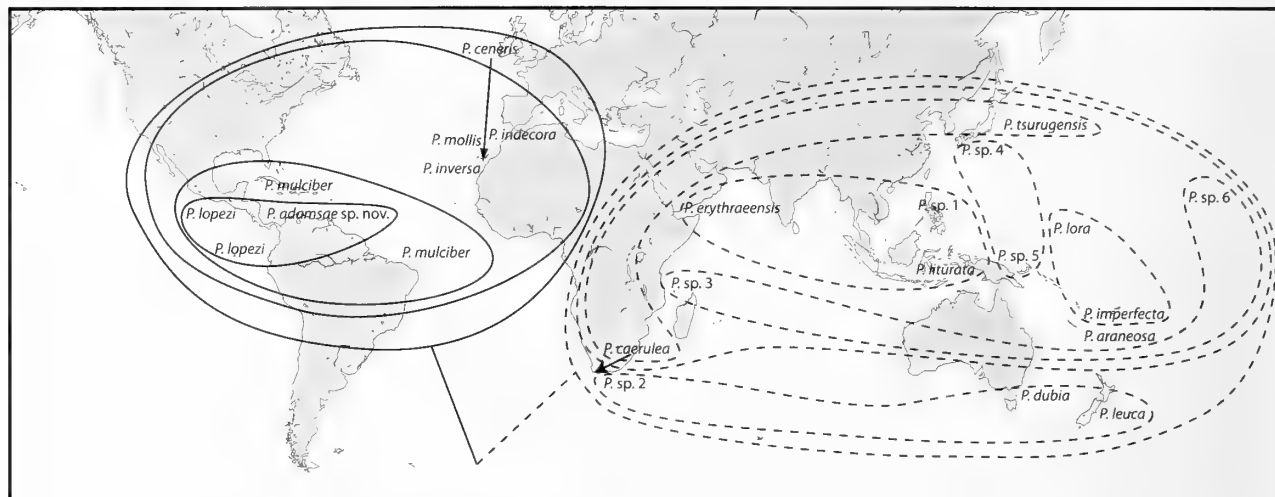 P. ceneris
P. mollis
P. indecora
P. inversa
P. mulciber
P. lopezi
P. adamsae sp. nov.
P. lopezi
P. mulciber
P. tsurugensis
P. sp. 4
P. erythraeensis
P. sp. 1
P. sp. 6
P. lora
P. sp. 5
P. liturata
P. sp. 3
P. imperfecta
P. araneosa
P. caerulea
P. sp. 2
P. dubia
P. leuca